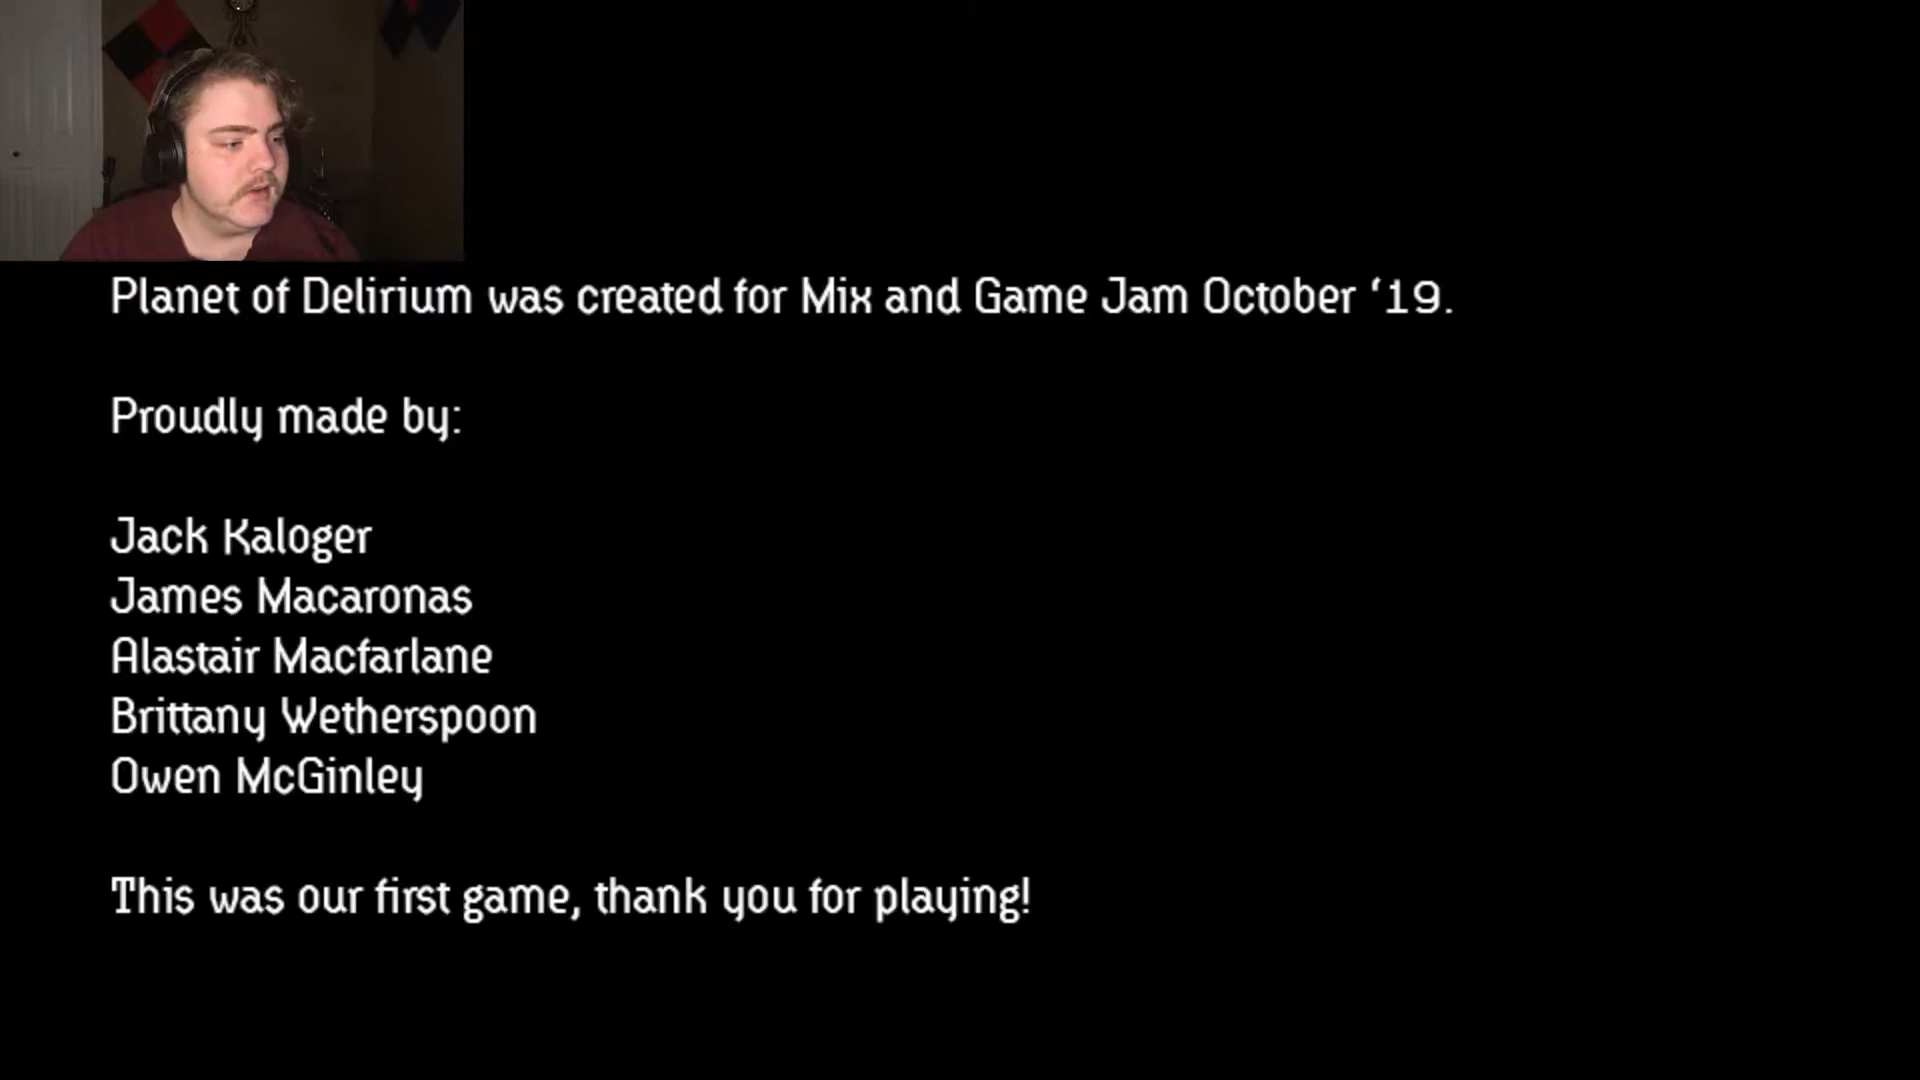 Planet of Delirium was created for Mix and Game Jam October ‘19.
Proudly made by:
Jack Kaloger
James Macaronas
Alastair Macfarlane
Brittany Wetherspoon
Owen McGinley
This was our first game, thank you for playing!